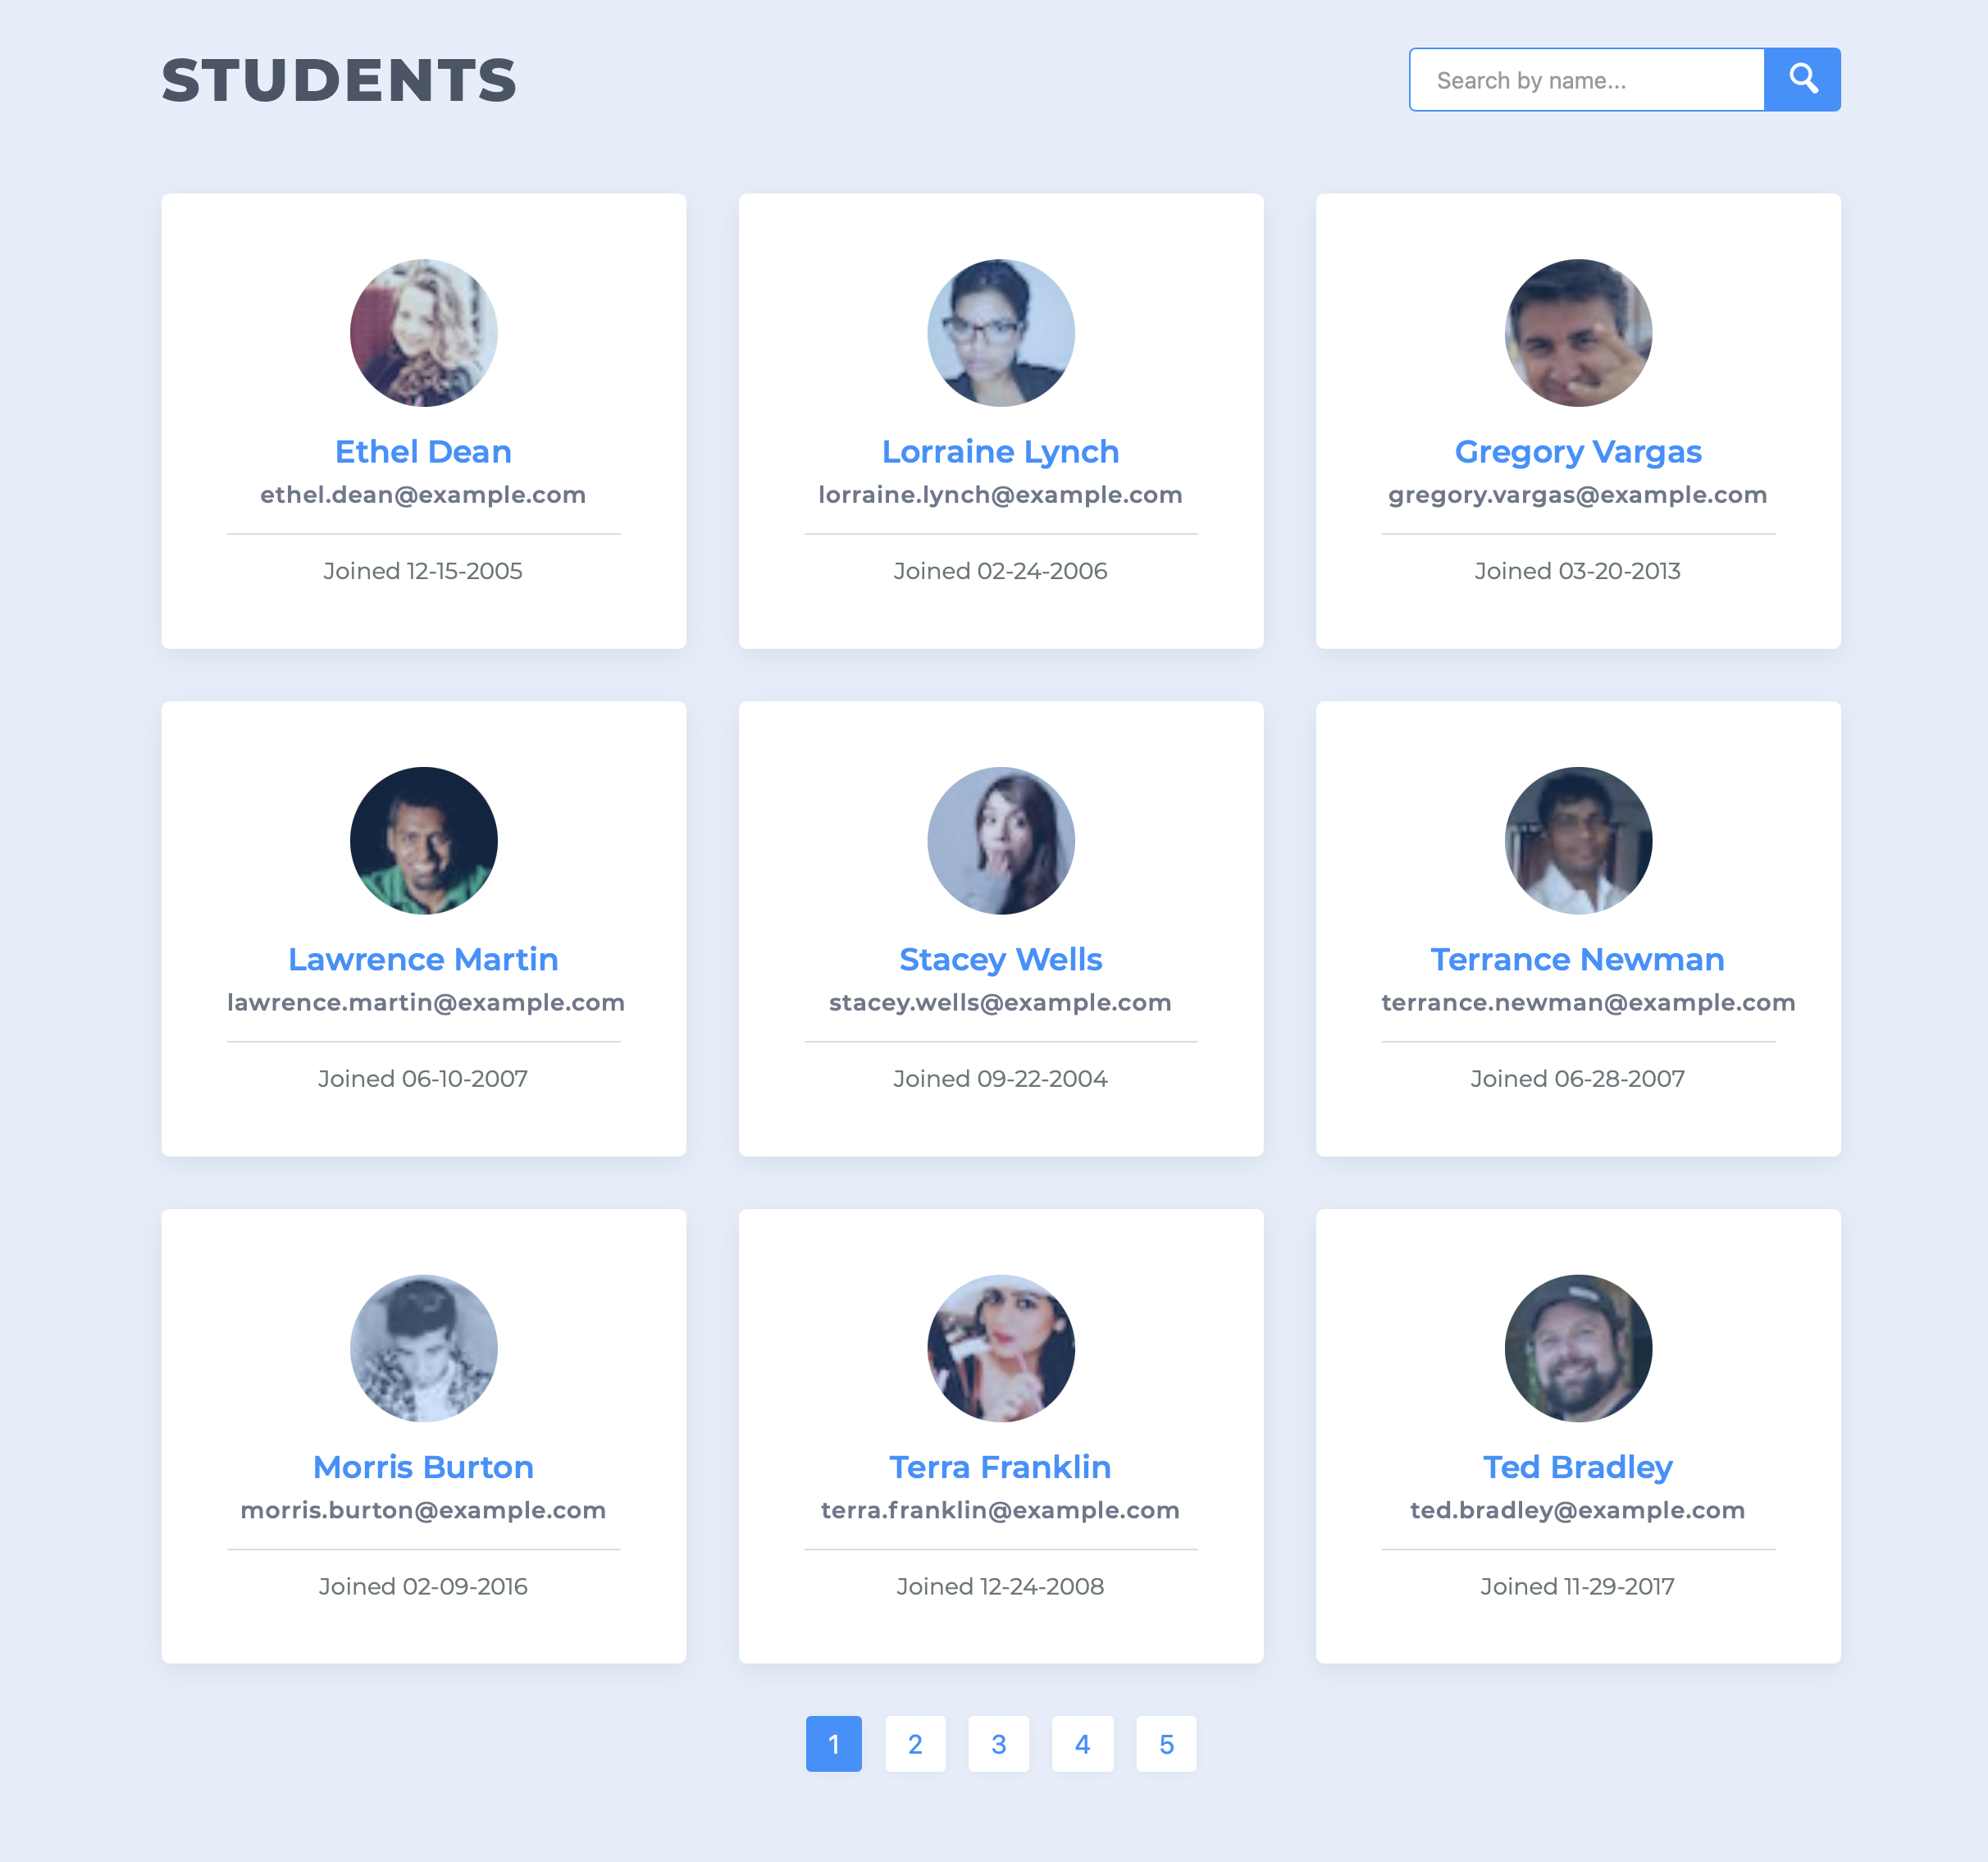 STUDENTS
Search by name...
Ethel Dean
ethel.dean@example.com
Joined 12-15-2005
Lorraine Lynch
lorraine.lynch@example.com
Joined 02-24-2006
Gregory Vargas
gregory.vargas@example.com
Joined 03-20-2013
Lawrence Martin
lawrence.martin@example.com
Joined 06-10-2007
Stacey Wells
stacey.wells@example.com
Joined 09-22-2004
Terrance Newman
terrance.newman@example.com
Joined 06-28-2007
Morris Burton
morris.burton@example.com
Joined 02-09-2016
Terra Franklin
terra.franklin@example.com
Joined 12-24-2008
Ted Bradley
ted.bradley@example.com
Joined 11-29-2017
1 2 3 4 5